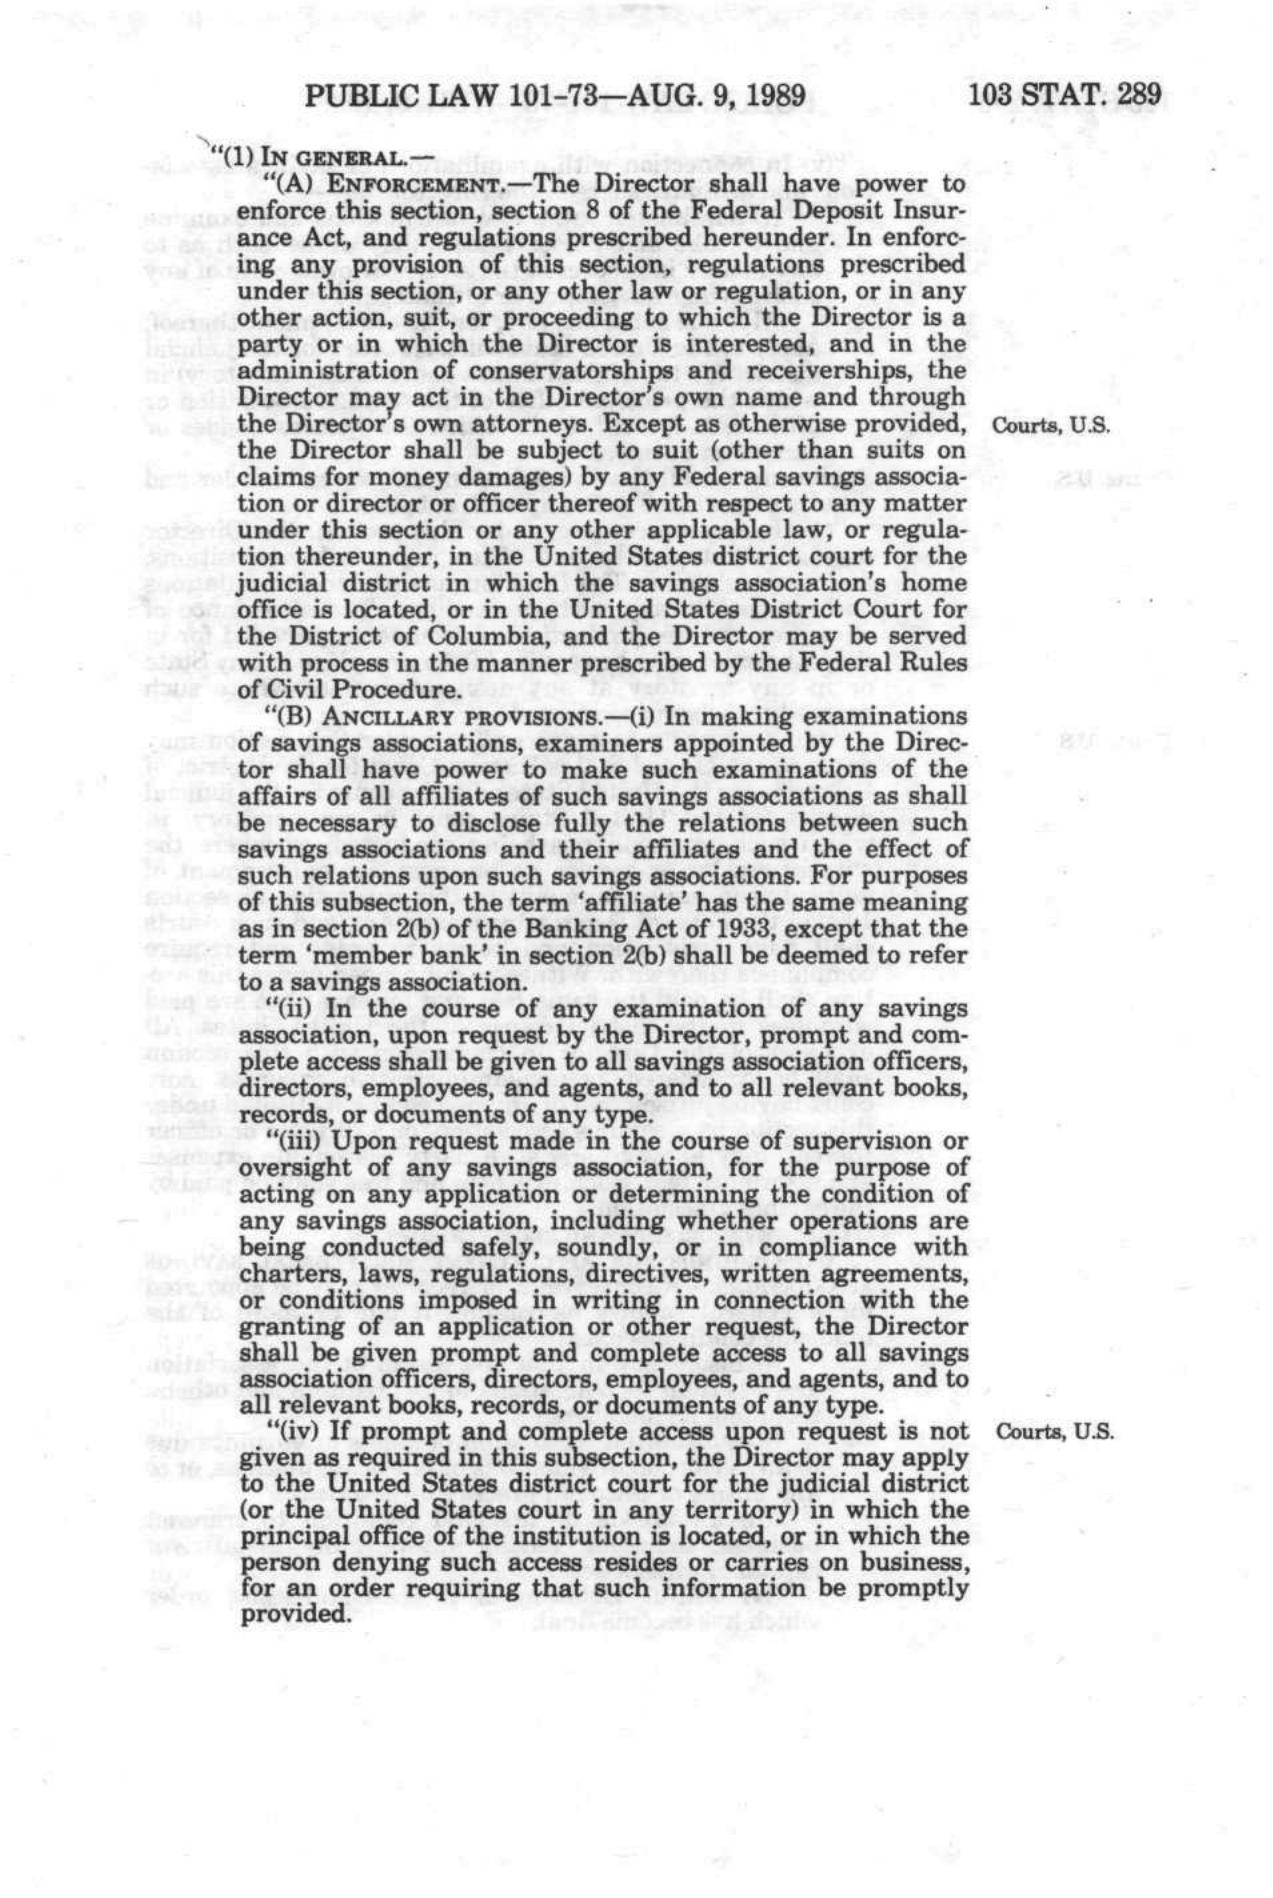 PUBLIC LAW 101-73—AUG. 9, 1989 103 STAT. 289
"(1) IN GENERAL.—
"(A) ENFORCEMENT.—The Director shall have power to
enforce this section, section 8 of the Federal Deposit Insur-
ance Act, and regulations prescribed hereunder. In enforc-
ing any provision of this section, regulations prescribed
under this section, or any other law or regulation, or in any
other action, suit, or proceeding to which the Director is a
party or in which the Director is interested, and in the
administration of conservatorships and receiverships, the
Director may act in the Director's own name and through
the Director's own attorneys. Except as otherwise provided, Courts, U.S.
the Director shall be subject to suit (other than suits on
claims for money damages) by any Federal savings associa-
tion or director or officer thereof with respect to any matter
under this section or any other applicable law, or regula-
tion thereunder, in the United States district court for the
judicial district in which the savings association's home
office is located, or in the United States District Court for
the District of Columbia, and the Director may be served
with process in the manner prescribed by the Federal Rules
of Civil Procedure.
"(B) ANCILLARY PROVISIONS.—(i) In making examinations
of savings associations, examiners appointed by the Direc-
tor shall have power to make such examinations of the
affairs of all affiliates of such savings associations as shall
be necessary to disclose fully the relations between such
savings associations and their affiliates and the effect of
such relations upon such savings associations. For purposes
of this subsection, the term 'affiliate' has the same meaning
as in section 2(b) of the Banking Act of 1933, except that the
term 'member bank' in section 2(b) shall be deemed to refer
to a savings association.
"(ii) In the course of any examination of any savings
association, upon request by the Director, prompt and com-
plete access shall be given to all savings association officers,
directors, employees, and agents, and to all relevant books,
records, or documents of any type.
"(iii) Upon request made in the course of supervision or
oversight of any savings association, for the purpose of
acting on any application or determining the condition of
any savings association, including whether operations are
being conducted safely, soundly, or in compliance with
charters, laws, regulations, directives, written agreements,
or conditions imposed in writing in connection with the
granting of an application or other request, the Director
shall be given prompt and complete access to all savings
association officers, directors, employees, and agents, and to
all relevant books, records, or documents of any type.
"(iv) If prompt and complete access upon request is not Courts, U.S.
given as required in this subsection, the Director may apply
to the United States district court for the judicial district
(or the United States court in any territory) in which the
principal office of the institution is located, or in which the
person denying such access resides or carries on business,
for an order requiring that such information be promptly
provided.